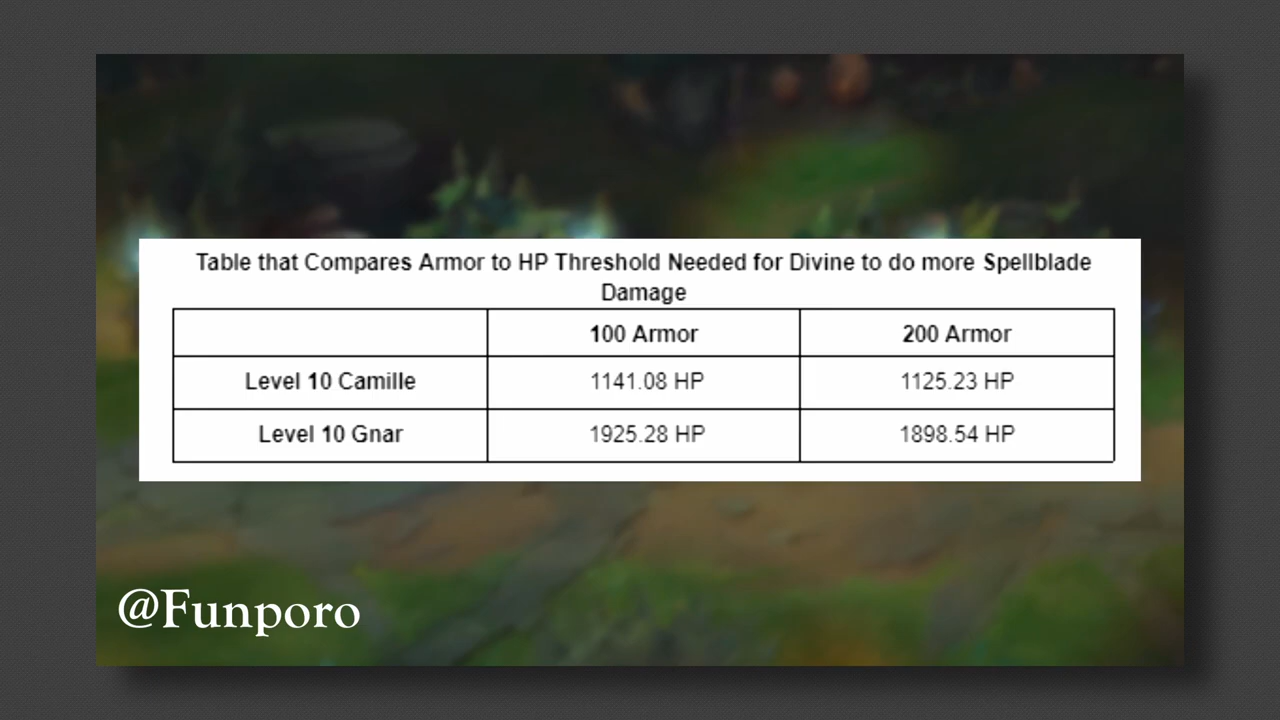 Table that Compares Armor to HP Threshold Needed for Divine to do more Spellblade
Damage
100 Armor 200 Armor
Level 10 Camille 1141.08 HP 1125.23 HP
Level 10 Gnar 1925.28 HP 1898.54 HP
@Funporo